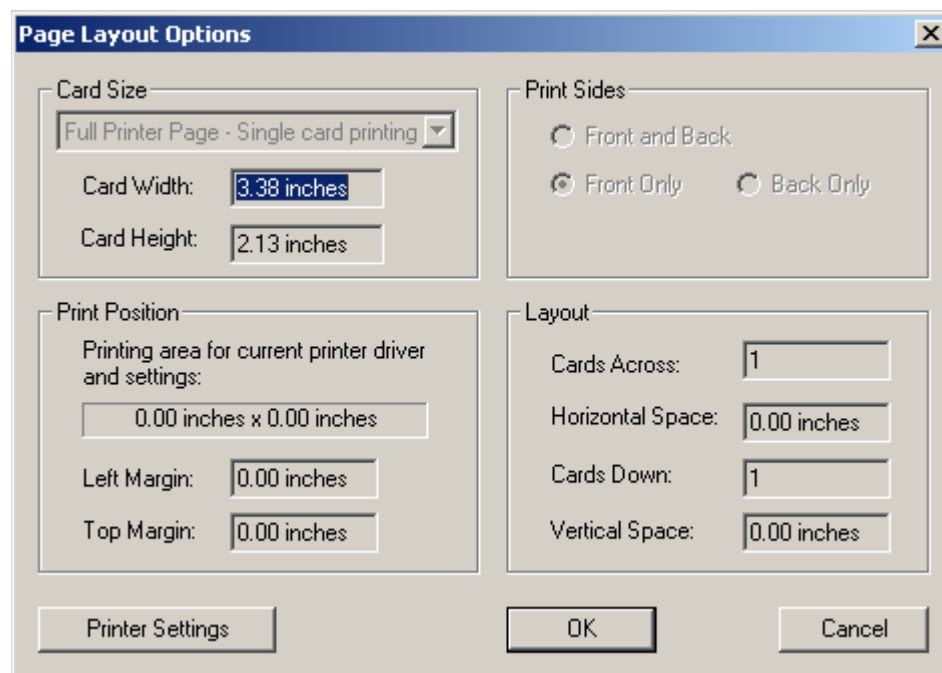 Page Layout Options
Card Size
Full Printer Page - Single card printing
Card Width: 3.38 inches
Card Height: 2.13 inches
Print Sides
Front and Back
Front Only Back Only
Print Position
Printing area for current printer driver
and settings:
0.00 inches x 0.00 inches
Left Margin: 0.00 inches
Top Margin: 0.00 inches
Layout
Cards Across: 1
Horizontal Space: 0.00 inches
Cards Down: 1
Vertical Space: 0.00 inches
Printer Settings OK Cancel